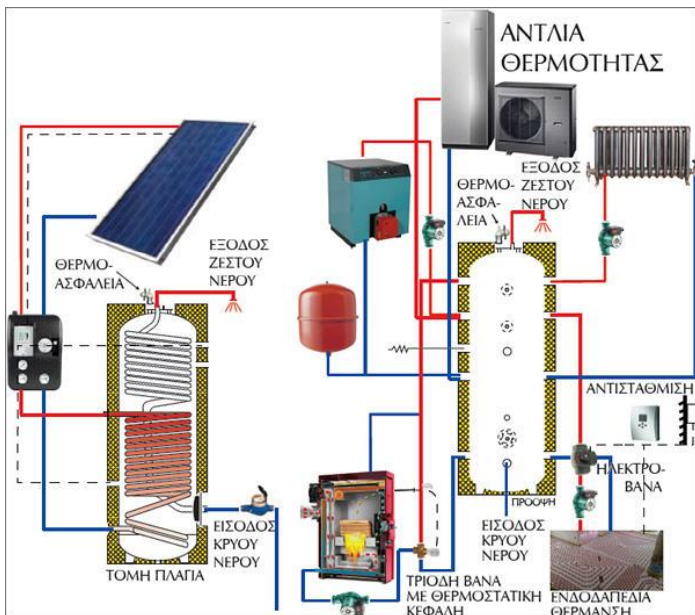 ΑΝΤΛΙΑ
ΘΕΡΜΟΤΗΤΑΣ
ΘΕΡΜΟ-
ΑΣΦΑ-
ΛΕΙΑ
ΕΞΟΔΟΣ
ΖΕΣΤΟΥ
ΝΕΡΟΥ
ΘΕΡΜΟ-
ΑΣΦΑΛΕΙΑ
ΕΞΟΔΟΣ
ΖΕΣΤΟΥ
ΝΕΡΟΥ
ΑΝΤΙΣΤΑΘΜΙΣΗ
ΗΛΕΚΤΡΟ-
ΒΑΝΑ
ΠΡΟΟΨΗ
ΕΙΣΟΔΟΣ
ΚΡΥΟΥ
ΝΕΡΟΥ
ΕΙΣΟΔΟΣ
ΚΡΥΟΥ
ΝΕΡΟΥ
ΤΟΜΗ ΠΛΑΓΙΑ
ΤΡΙΟΔΗ ΒΑΝΑ
ΜΕ ΘΕΡΜΟΣΤΑΤΙΚΗ
ΚΕΦΑΛΗ
ΕΝΔΟΔΑΠΕΔΙΑ
ΘΕΡΜΑΝΣΗ